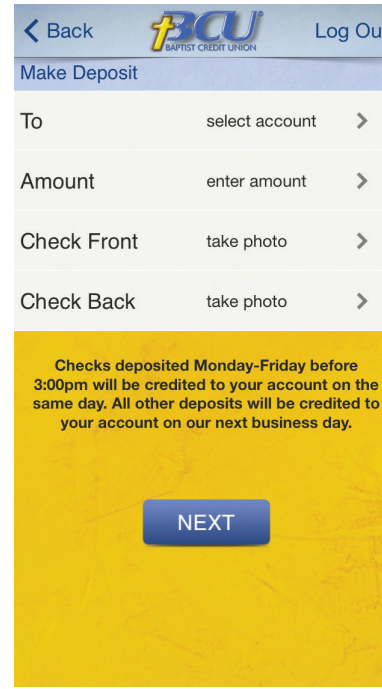 Back
BCU
BAPTIST CREDIT UNION
Log Ou
Make Deposit
To select account
Amount enter amount
Check Front take photo
Check Back take photo
Checks deposited Monday-Friday before
3:00pm will be credited to your account on the
same day. All other deposits will be credited to
your account on our next business day.
NEXT